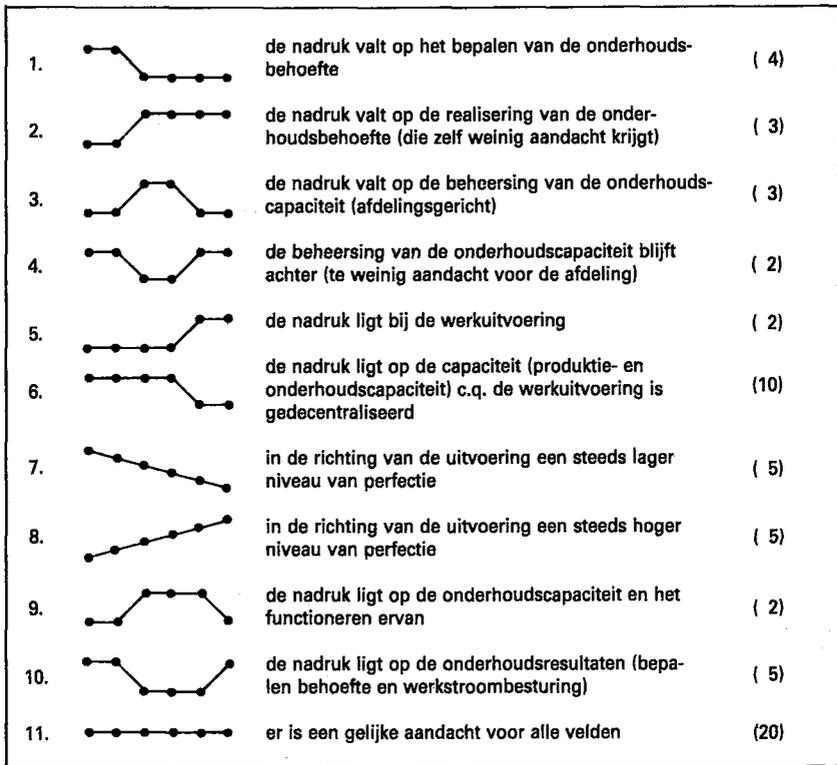 1. de nadruk valt op het bepalen van de onderhouds- ( 4)
behoefte
2. de nadruk valt op de realisering van de onder- ( 3)
houdsbehoefte (die zelf weinig aandacht krijgt)
3. de nadruk valt op de beheersing van de onderhouds- ( 3)
capaciteit (afdelingsgericht)
4. de beheersing van de onderhoudscapaciteit blijft ( 2)
achter (te weinig aandacht voor de afdeling)
5. de nadruk ligt bij de werkuitvoering ( 2)
de nadruk ligt op de capaciteit (produktie- en
6. onderhoudscapaciteit) c.q. de werkuitvoering is (10)
gedecentraliseerd
7. in de richting van de uitvoering een steeds lager ( 5)
niveau van perfectie
8. in de richting van de uitvoering een steeds hoger ( 5)
niveau van perfectie
9. de nadruk ligt op de onderhoudscapaciteit en het ( 2)
functioneren ervan
10. de nadruk ligt op de onderhoudsresultaten (bepa- ( 5)
len behoefte en werkstroombesturing)
11. er is een gelijke aandacht voor alle velden (20)